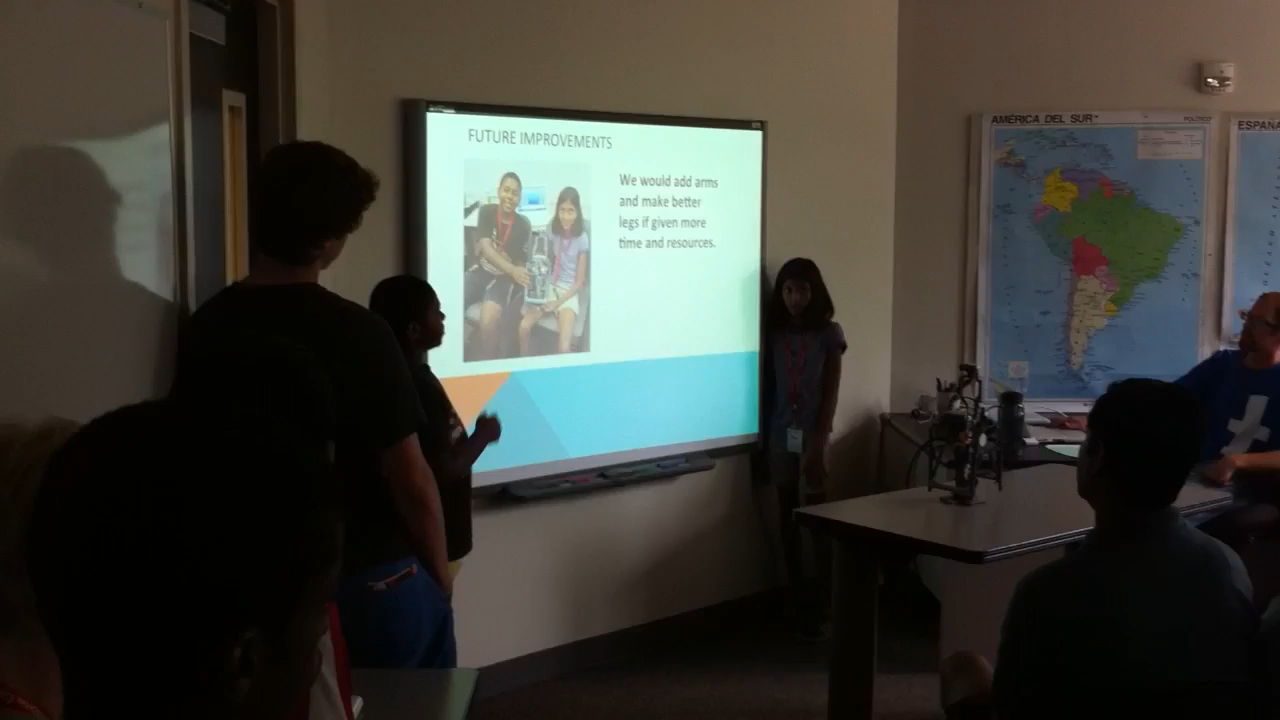 FUTURE IMPROVEMENTS
We would add arms
and make better
legs if given more
time and resources.
AMÉRICA DEL SUR
POLÍTICO
ESPAÑA